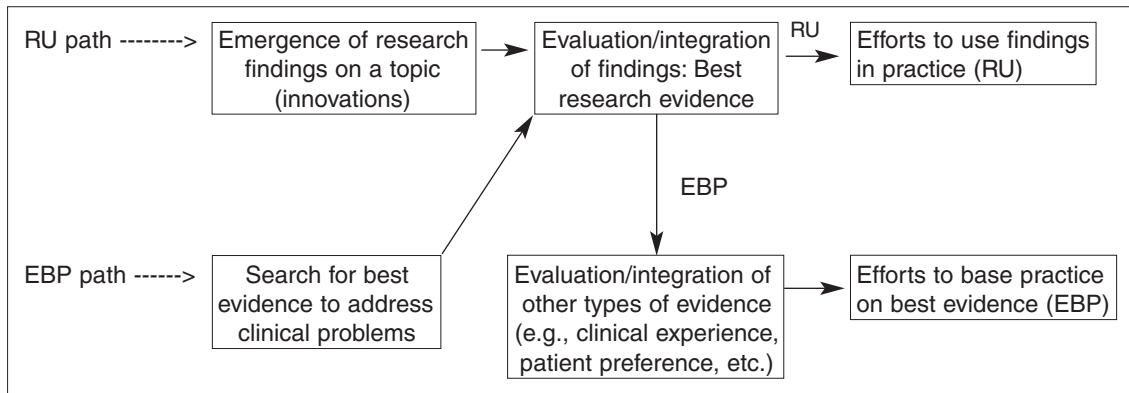 RU path -------->
Emergence of research
findings on a topic
(innovations)
Evaluation/integration
of findings: Best
research evidence
RU
Efforts to use findings
in practice (RU)
EBP
EBP path ------>
Search for best
evidence to address
clinical problems
Evaluation/integration of
other types of evidence
(e.g., clinical experience,
patient preference, etc.)
Efforts to base practice
on best evidence (EBP)